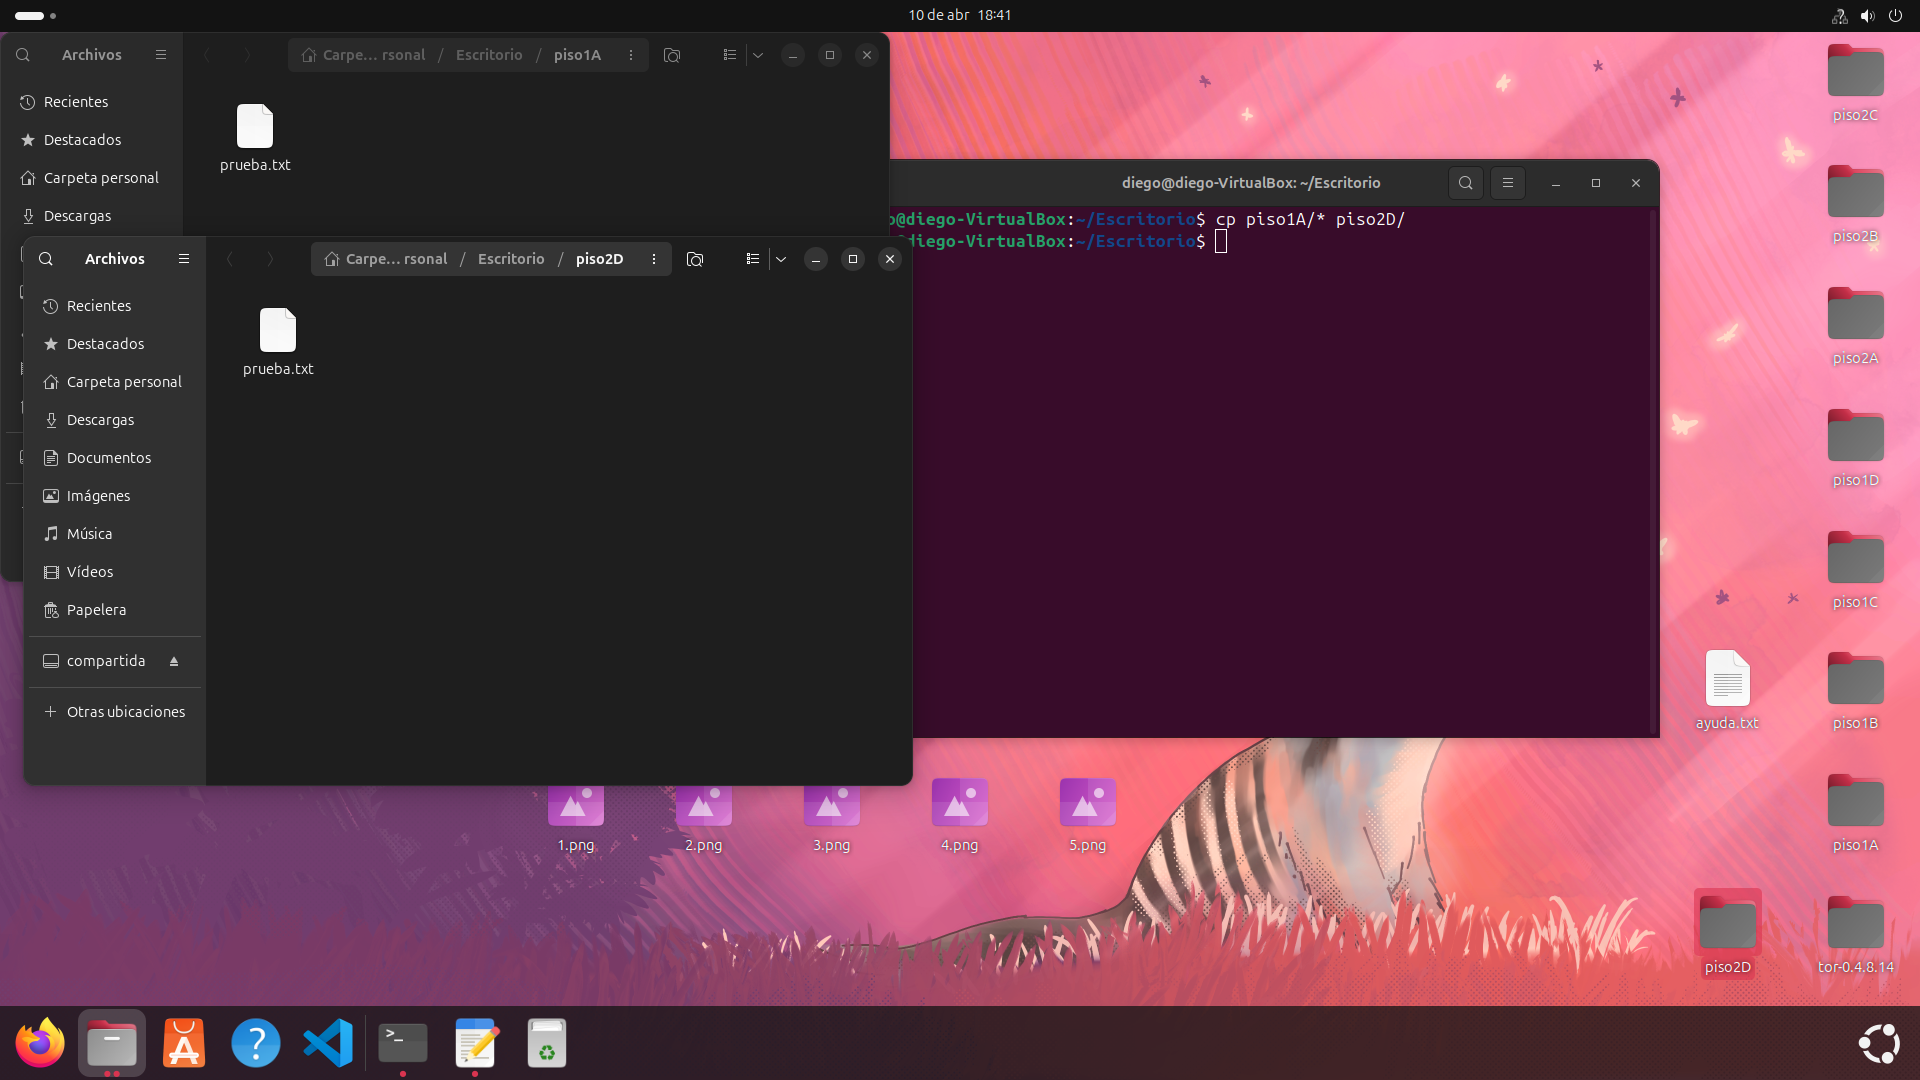 10 de abr 18:41
Archivos
Carpe... rsonal / Escritorio / piso1A
Recientes
Destacados
Carpeta personal
Descargas
prueba.txt
Archivos
Carpe... rsonal / Escritorio / piso2D
Recientes
Destacados
Carpeta personal
Descargas
Documentos
Imágenes
Música
Vídeos
Papelera
compartida
Otras ubicaciones
prueba.txt
diego@diego-VirtualBox: ~/Escritorio
o@diego-VirtualBox:~/Escritorio$ cp piso1A/* piso2D/
@diego-VirtualBox:~/Escritorio$
piso2C
piso2B
piso2A
piso1D
piso1C
ayuda.txt
piso1B
1.png
2.png
3.png
4.png
5.png
piso1A
piso2D
tor-0.4.8.14